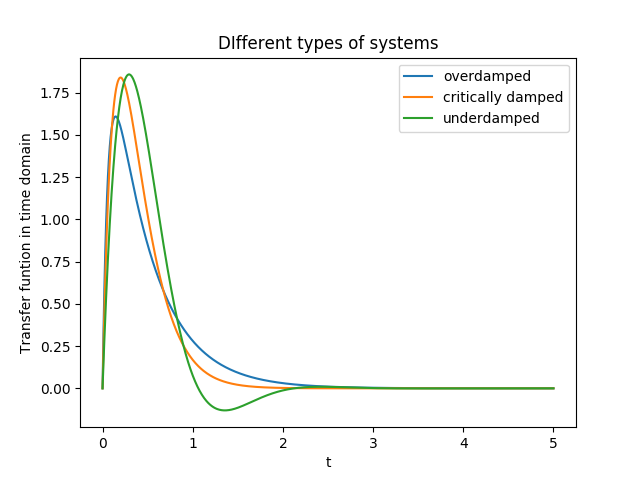 DIfferent types of systems
overdamped
critically damped
underdamped
Transfer funtion in time domain
1.75
1.50
1.25
1.00
0.75
0.50
0.25
0.00
0 1 2 3 4 5
t